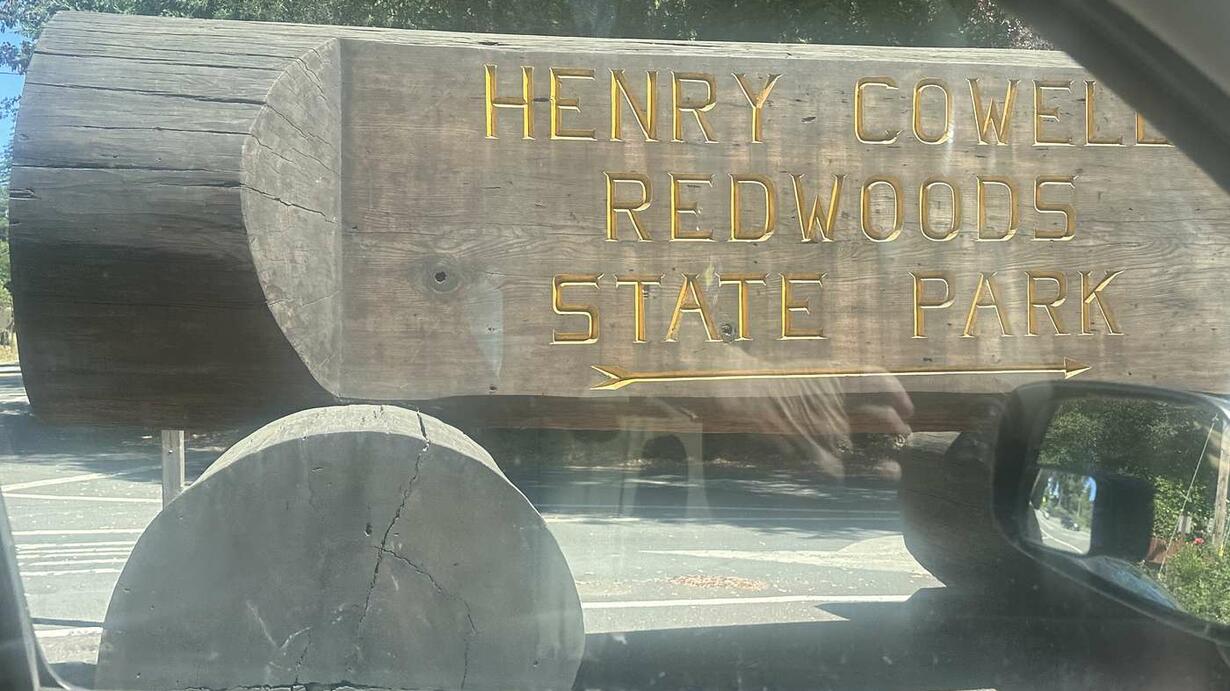 HENRY COWELL
REDWOODS
STATE PARK